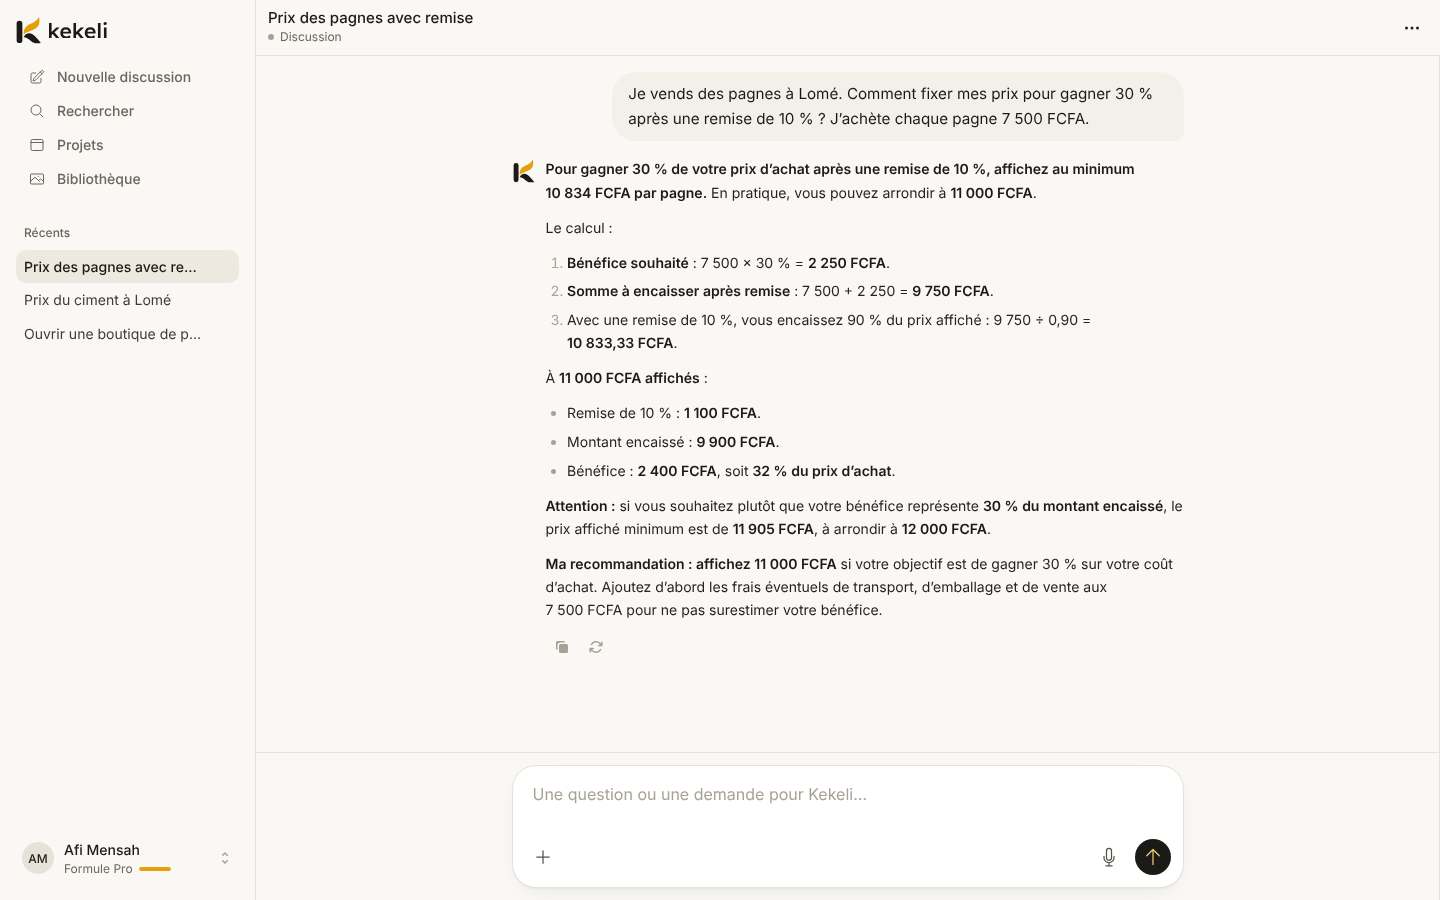 kekeli
Nouvelle discussion
Rechercher
Projets
Bibliothèque
Récents
Prix des pagnes avec re...
Prix du ciment à Lomé
Ouvrir une boutique de p...
AM
Afi Mensah
Formule Pro
Prix des pagnes avec remise
Discussion
Je vends des pagnes à Lomé. Comment fixer mes prix pour gagner 30 %
après une remise de 10 % ? J’achète chaque pagne 7 500 FCFA.
Pour gagner 30 % de votre prix d’achat après une remise de 10 %, affichez au minimum
10 834 FCFA par pagne. En pratique, vous pouvez arrondir à 11 000 FCFA.
Le calcul :
1. Bénéfice souhaité : 7 500 × 30 % = 2 250 FCFA.
2. Somme à encaisser après remise : 7 500 + 2 250 = 9 750 FCFA.
3. Avec une remise de 10 %, vous encaissez 90 % du prix affiché : 9 750 ÷ 0,90 =
10 833,33 FCFA.
À 11 000 FCFA affichés :
• Remise de 10 % : 1 100 FCFA.
• Montant encaissé : 9 900 FCFA.
• Bénéfice : 2 400 FCFA, soit 32 % du prix d’achat.
Attention : si vous souhaitez plutôt que votre bénéfice représente 30 % du montant encaissé, le
prix affiché minimum est de 11 905 FCFA, à arrondir à 12 000 FCFA.
Ma recommandation : affichez 11 000 FCFA si votre objectif est de gagner 30 % sur votre coût
d’achat. Ajoutez d’abord les frais éventuels de transport, d’emballage et de vente aux
7 500 FCFA pour ne pas surestimer votre bénéfice.
Une question ou une demande pour Kekeli...